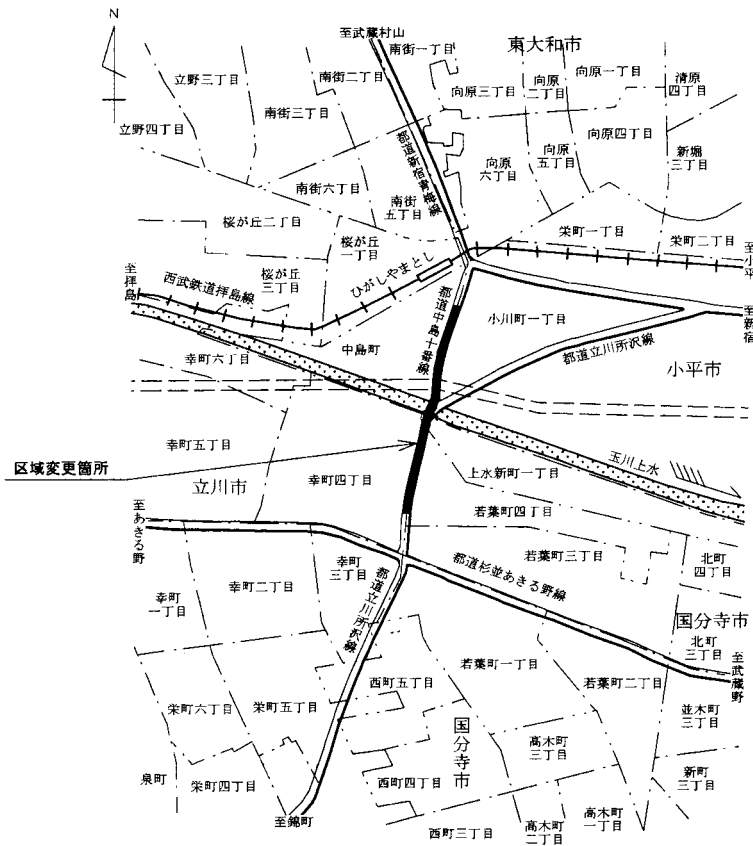 N
至武蔵村山
南街一丁目
東大和市
立野三丁目
南街二丁目
向原三丁目
向原
二丁目
向原一丁目
清原
四丁目
南街三丁目
立野四丁目
都道新宿青梅線
向原
六丁目
向原
五丁目
向原四丁目
新堀
三丁目
南街六丁目
南街
五丁目
桜が丘二丁目
桜が丘
一丁目
栄町一丁目
栄町二丁目
至小平
至拝島
西武鉄道拝島線
桜が丘
三丁目
ひがしやまとし
都道中島十番線
小川町一丁目
至新宿
中島町
都道立川所沢線
小平市
幸町六丁目
幸町五丁目
玉川上水
区域変更箇所
立川市
幸町四丁目
上水新町一丁目
若葉町四丁目
至あきる野
幸町
三丁目
都道杉並あきる野線
若葉町三丁目
北町
四丁目
幸町
一丁目
幸町二丁目
都道立川所沢線
国分寺市
北町
三丁目
至武蔵野
若葉町一丁目
若葉町二丁目
西町五丁目
栄町六丁目
栄町五丁目
国分寺市
並木町
三丁目
高木町
三丁目
泉町
栄町四丁目
西町四丁目
新町
三丁目
至錦町
西町三丁目
高木町
二丁目
高木町
一丁目